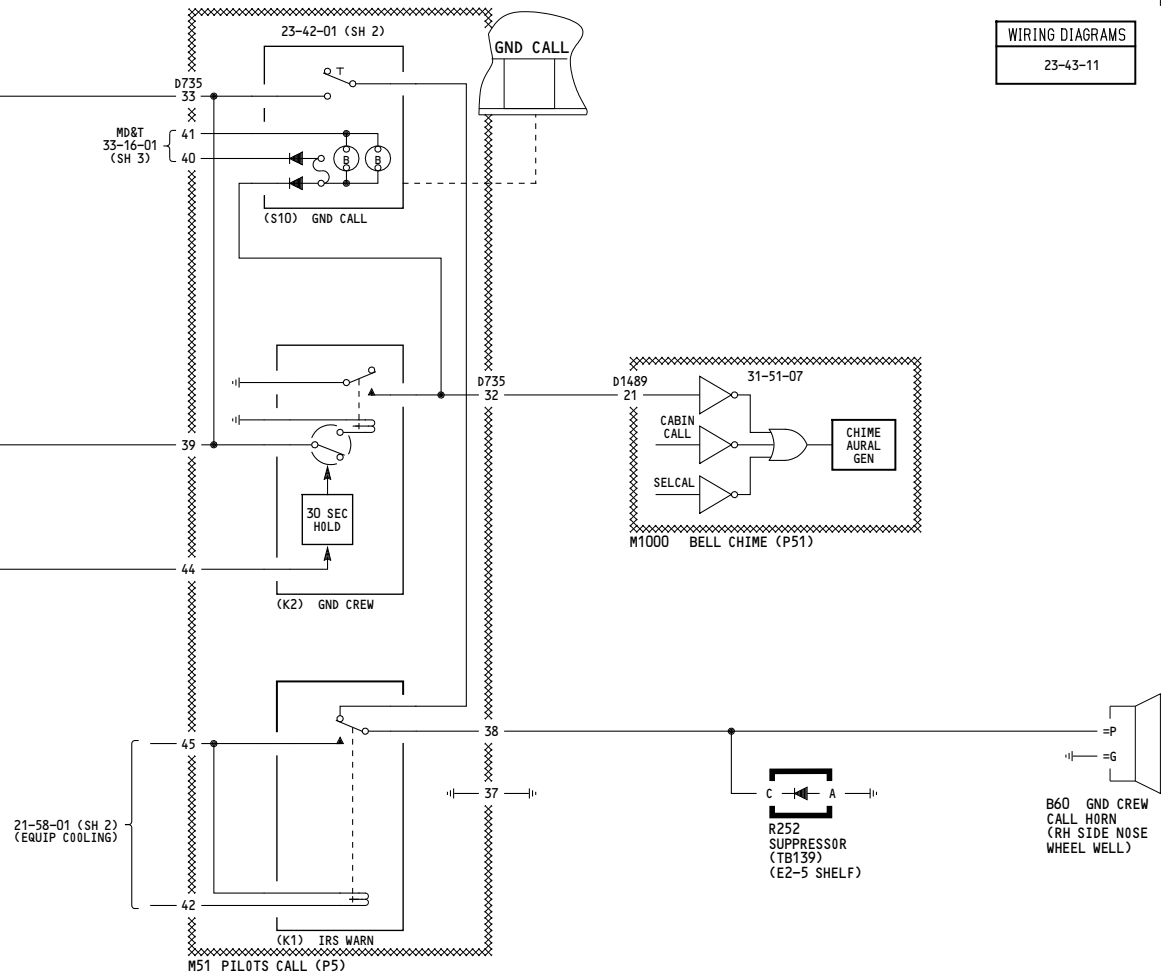 WIRING DIAGRAMS
23-43-11
23-42-01 (SH 2)
GND CALL
T
D735
33
MD&T
33-16-01
(SH 3)
41
40
B
B
(S10) GND CALL
D735
32
D1489
21
31-51-07
CABIN
CALL
SELCAL
CHIME
AURAL
GEN
M1000 BELL CHIME (P51)
39
30 SEC
HOLD
44
(K2) GND CREW
45
38
37
21-58-01 (SH 2)
(EQUIP COOLING)
42
(K1) IRS WARN
M51 PILOTS CALL (P5)
C
A
R252
SUPPRESSOR
(TB139)
(E2-5 SHELF)
=P
=G
B60 GND CREW
CALL HORN
(RH SIDE NOSE
WHEEL WELL)